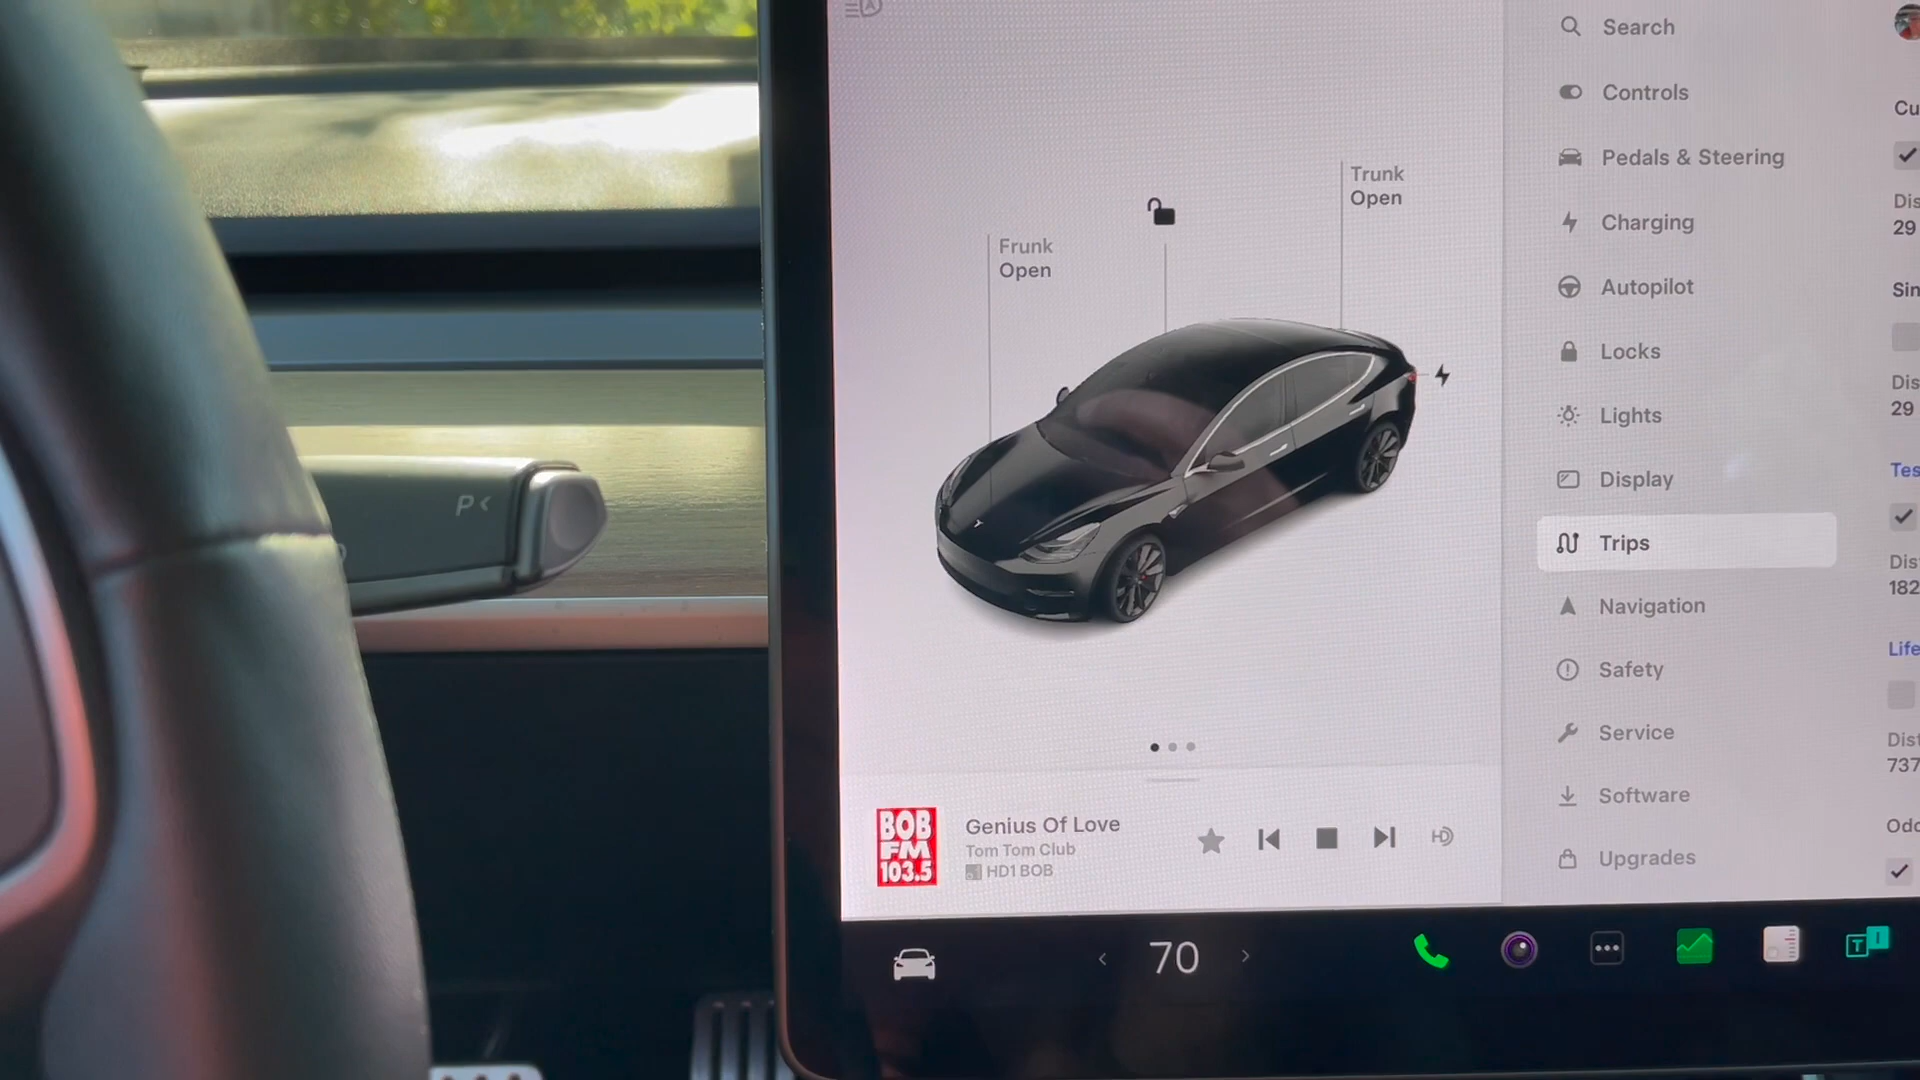 P<
Frunk
Open
Trunk
Open
BOB
FM
103.5
Genius Of Love
Tom Tom Club
HD1 BOB
HD
70
Search
Controls
Pedals & Steering
Charging
Autopilot
Locks
Lights
Display
Trips
Navigation
Safety
Service
Software
Upgrades
Cu
Dis
29
Sin
Dis
29
Tes
Dis
182
Life
Dist
737
Odo
T I